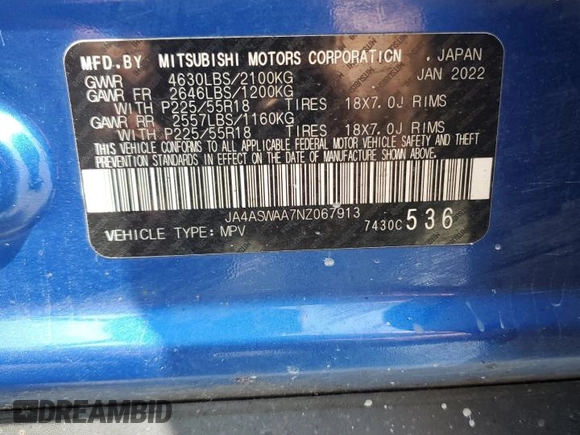 MFD.BY MITSUBISHI MOTORS CORPORATION JAPAN
GVWR 4630LBS/2100KG JAN 2022
GAWR FR 2646LBS/1200KG
WITH P225/55R18 TIRES 18X7.0J RIMS
GAWR RR 2557LBS/1160KG
WITH P225/55R18 TIRES 18X7.0J RIMS
THIS VEHICLE CONFORMS TO ALL APPLICABLE FEDERAL MOTOR VEHICLE SAFETY AND THEFT
PREVENTION STANDARDS IN EFFECT ON THE DATE OF MANUFACTURE SHOWN ABOVE.
JA4ASWAA7NZ067913
VEHICLE TYPE: MPV 7430C 536
DREAMBID